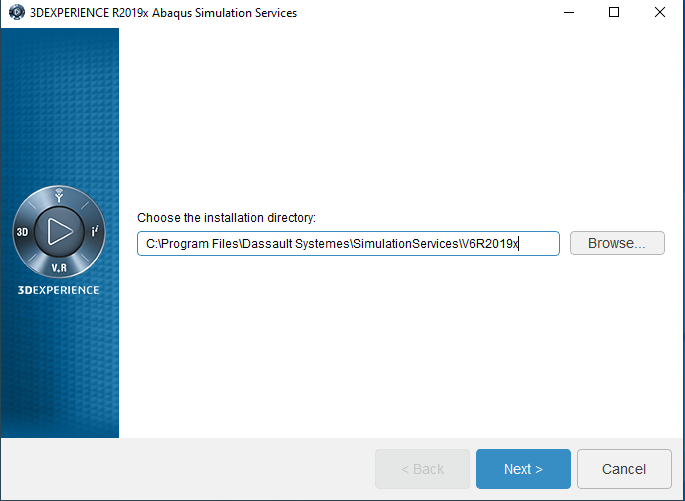 3DEXPERIENCE R2019x Abaqus Simulation Services
3D
i²
V.R
3DEXPERIENCE
Choose the installation directory:
C:\Program Files\Dassault Systemes\SimulationServices\V6R2019x
Browse...
< Back
Next >
Cancel